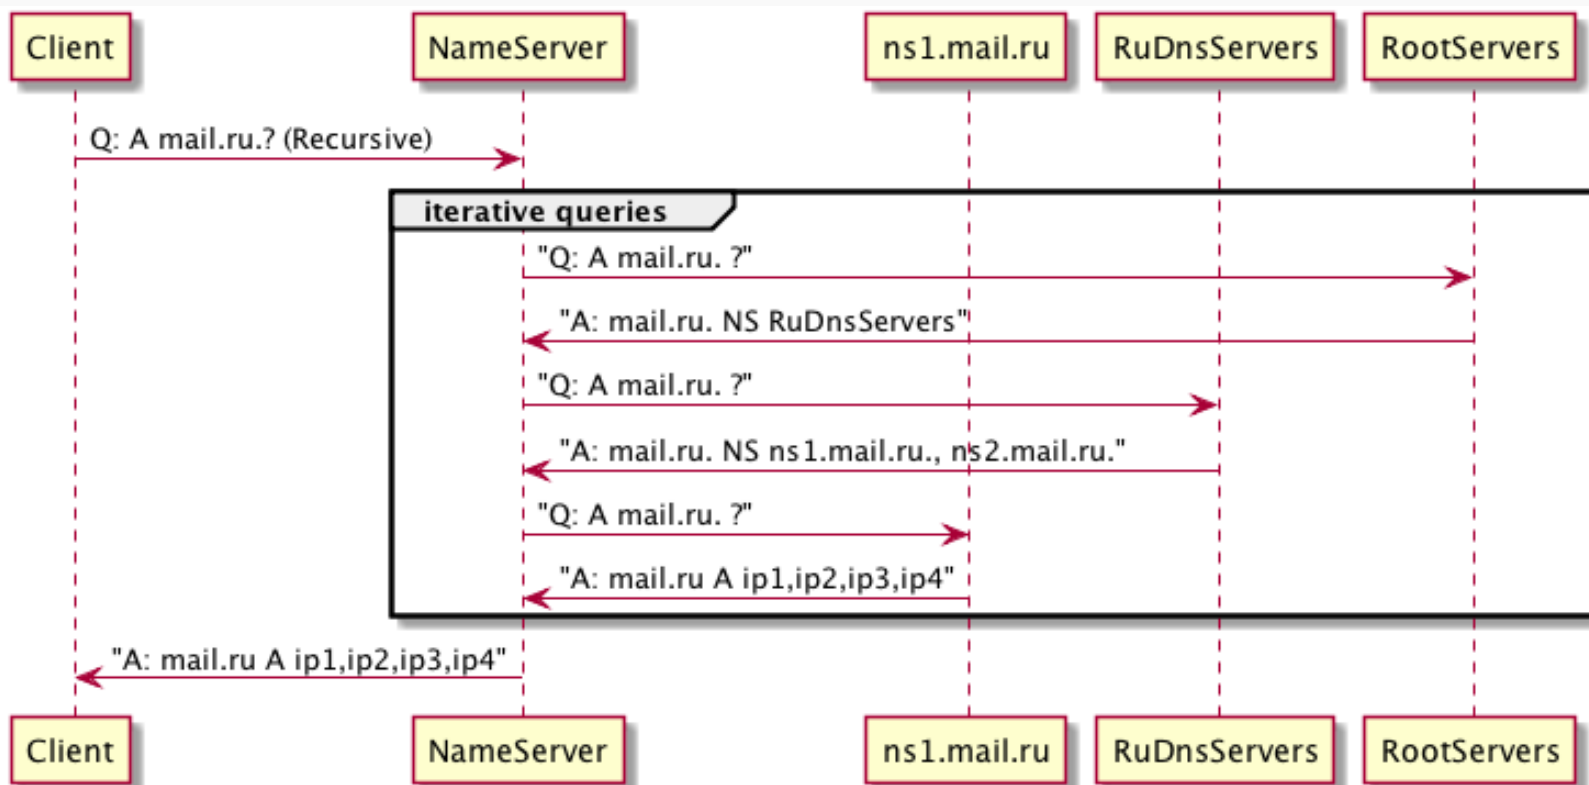 Client
NameServer
ns1.mail.ru
RuDnsServers
RootServers
Q: A mail.ru.? (Recursive)
iterative queries
"Q: A mail.ru. ?"
"A: mail.ru. NS RuDnsServers"
"Q: A mail.ru. ?"
"A: mail.ru. NS ns1.mail.ru., ns2.mail.ru."
"Q: A mail.ru. ?"
"A: mail.ru A ip1,ip2,ip3,ip4"
"A: mail.ru A ip1,ip2,ip3,ip4"
Client
NameServer
ns1.mail.ru
RuDnsServers
RootServers